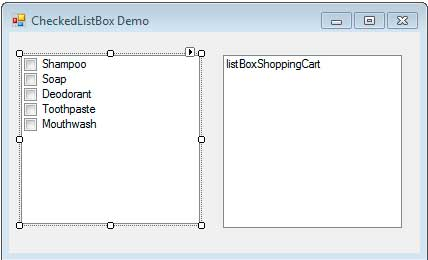 CheckedListBox Demo
Shampoo
Soap
Deodorant
Toothpaste
Mouthwash
listBoxShoppingCart